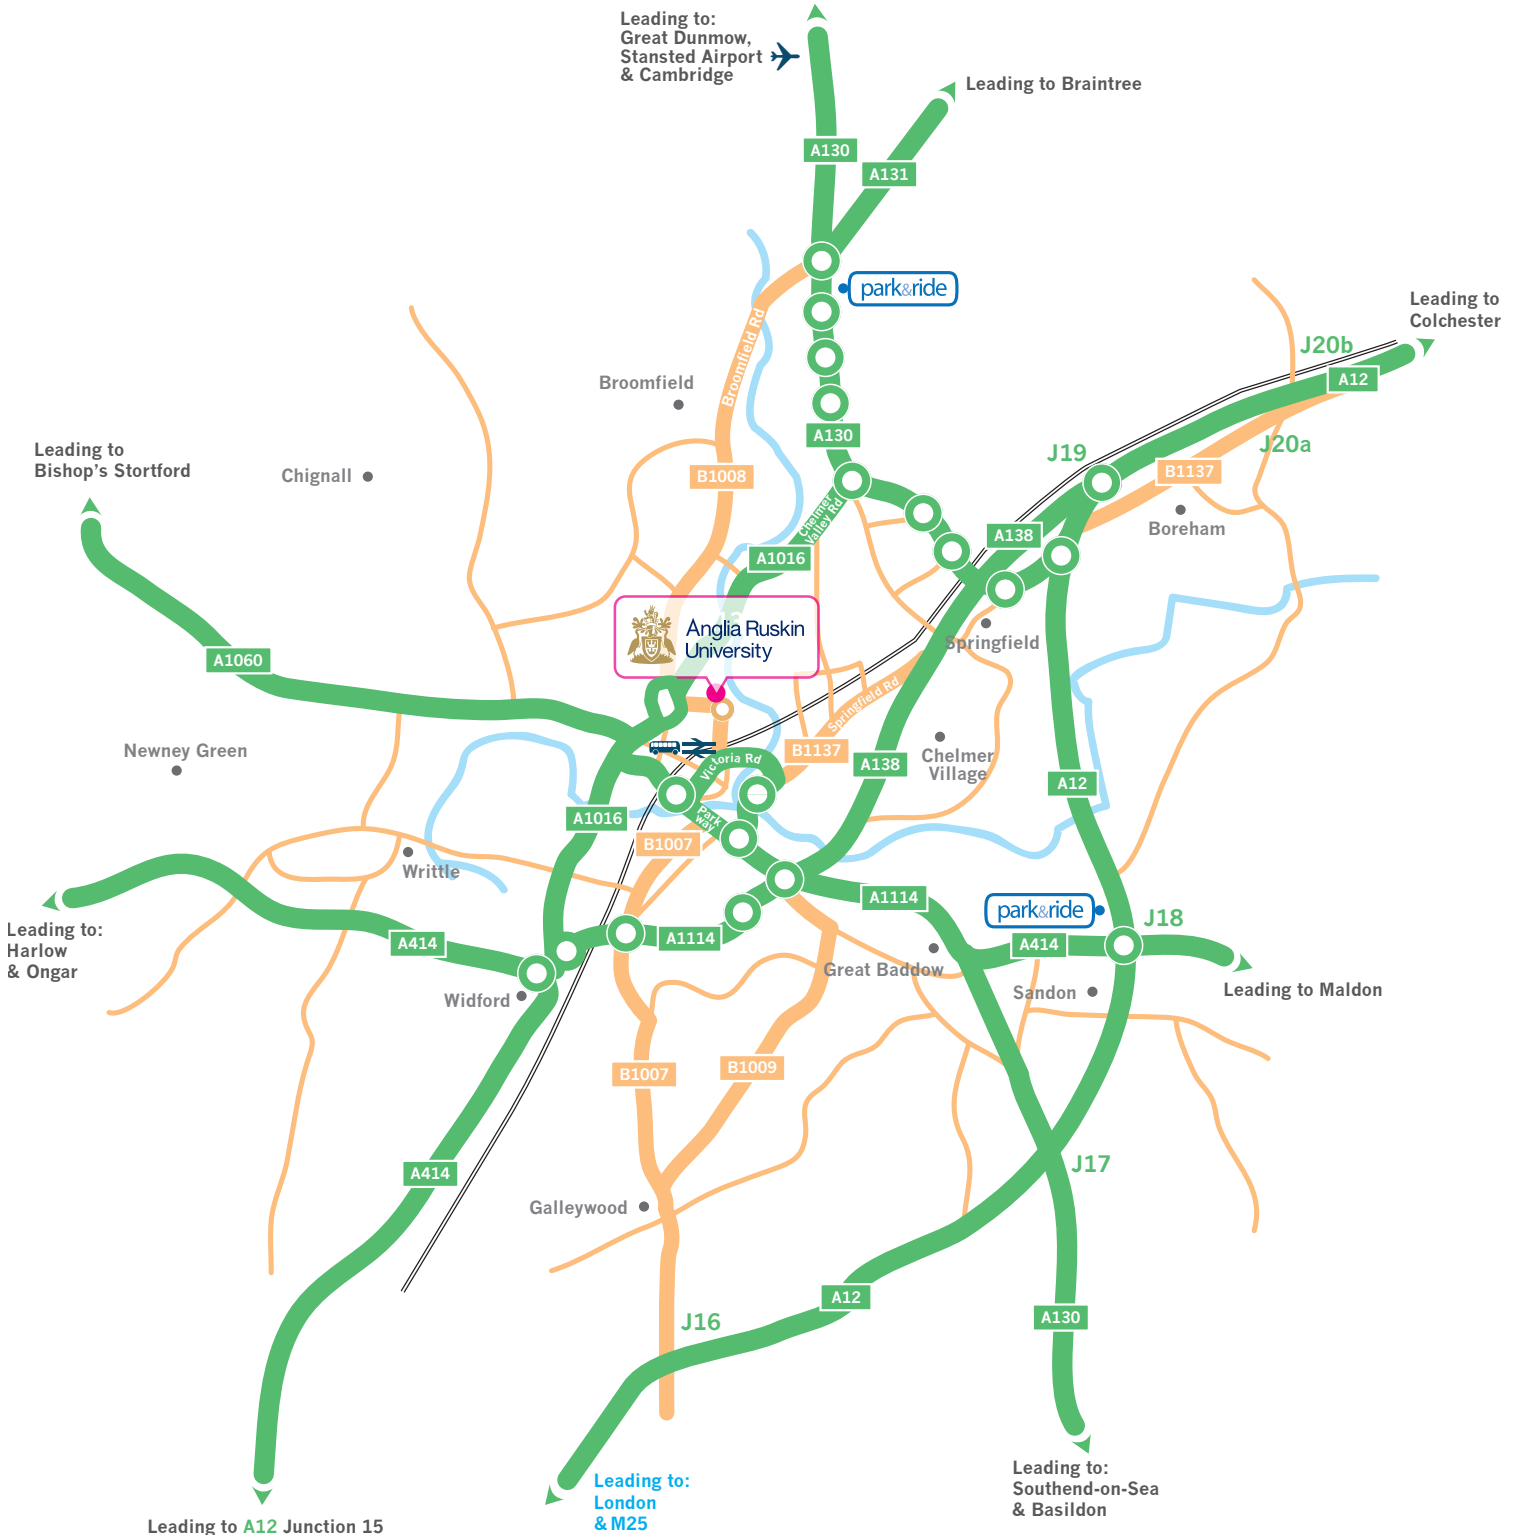 Leading to:
Great Dunmow,
Stansted Airport
& Cambridge
Leading to Braintree
A130
A131
park&ride
Leading to
Colchester
J20b
A12
Broomfield Rd
Broomfield
A130
J19
J20a
Leading to
Bishop's Stortford
Chignall
B1008
B1137
Boreham
Chelmer
Valley Rd
A138
A1016
Anglia Ruskin
University
Springfield
A1060
Springfield Rd
Newney Green
Victoria Rd
B1137
A138
Chelmer
Village
A12
A1016
Park
way
B1007
Writtle
A1114
park&ride
J18
Leading to:
Harlow
& Ongar
A414
A1114
A414
Great Baddow
Widford
Sandon
Leading to Maldon
B1007
B1009
A414
J17
Galleywood
A12
J16
A130
Leading to:
Southend-on-Sea
& Basildon
Leading to:
London
& M25
Leading to A12 Junction 15